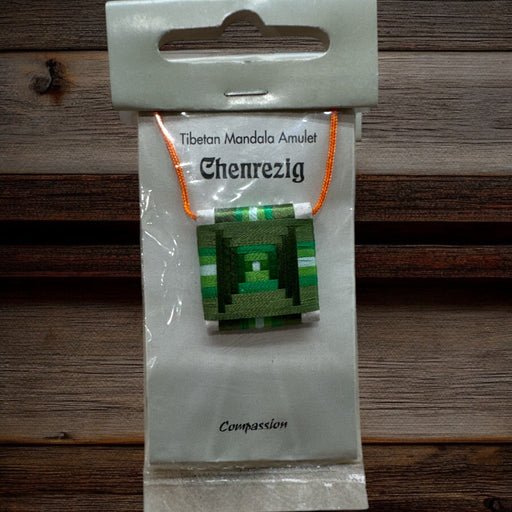 Tibetan Mandala Amulet
Chenrezig
Compassion